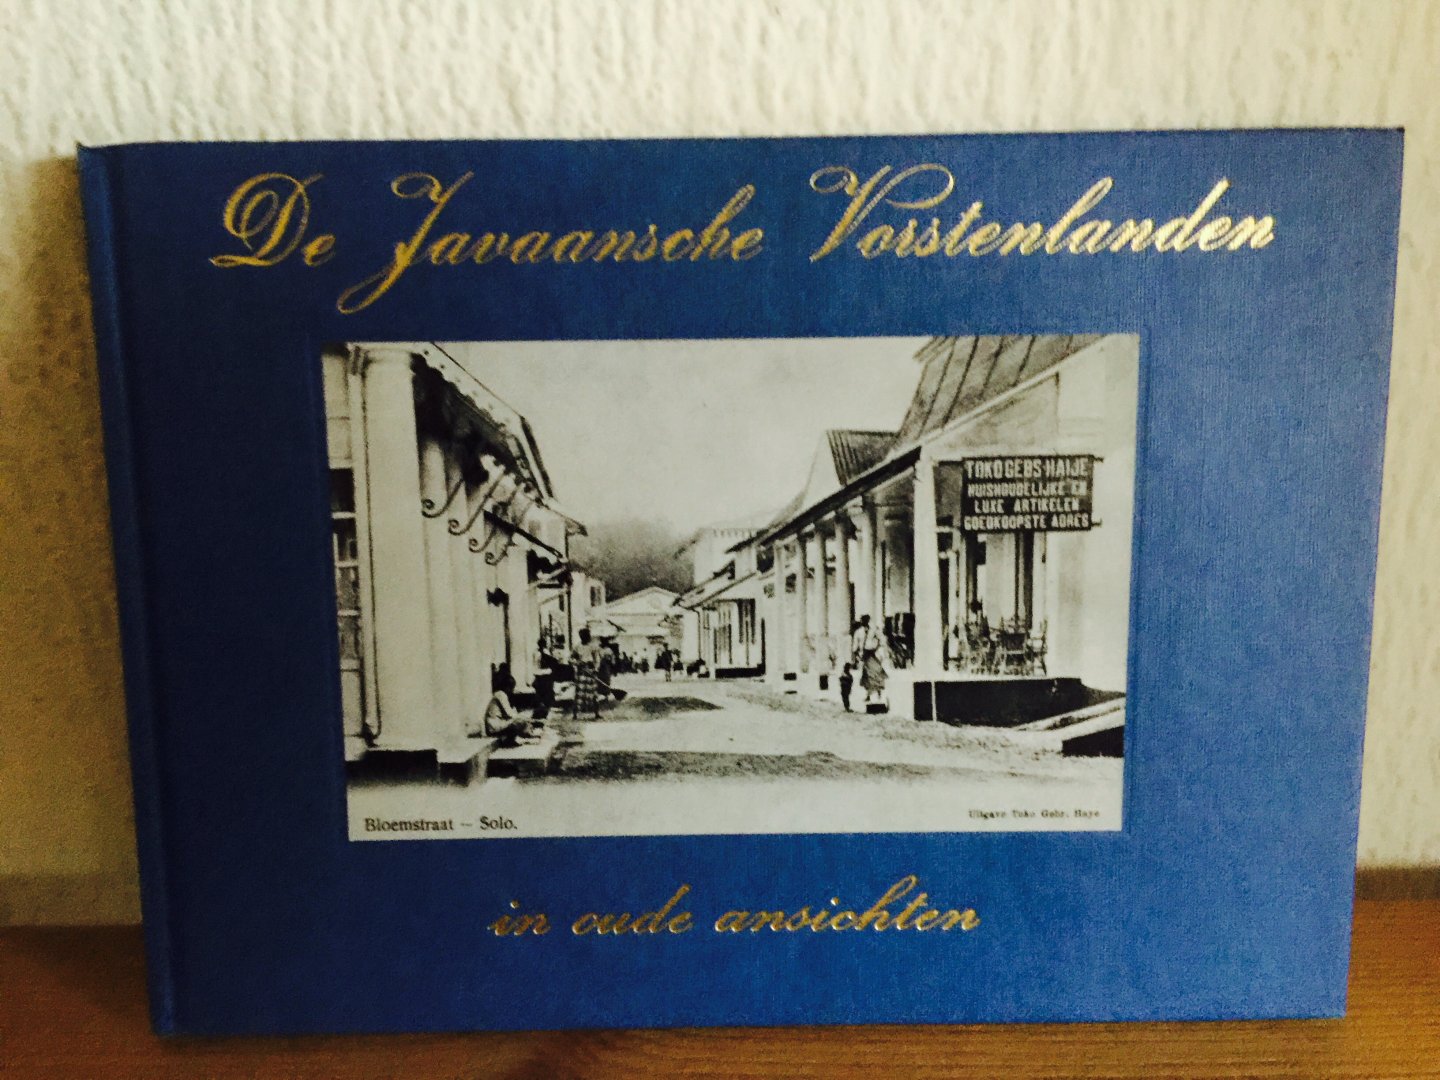 De Javaansche Vorstenlanden
TOKO GEBS HAIJE
HUISHOUDELIJKE EN
LUXE ARTIKELEN
GOEDKOOPSTE ADRES
Bloemstraat – Solo.
Uitgave Toko Gebr. Haye
in oude ansichten